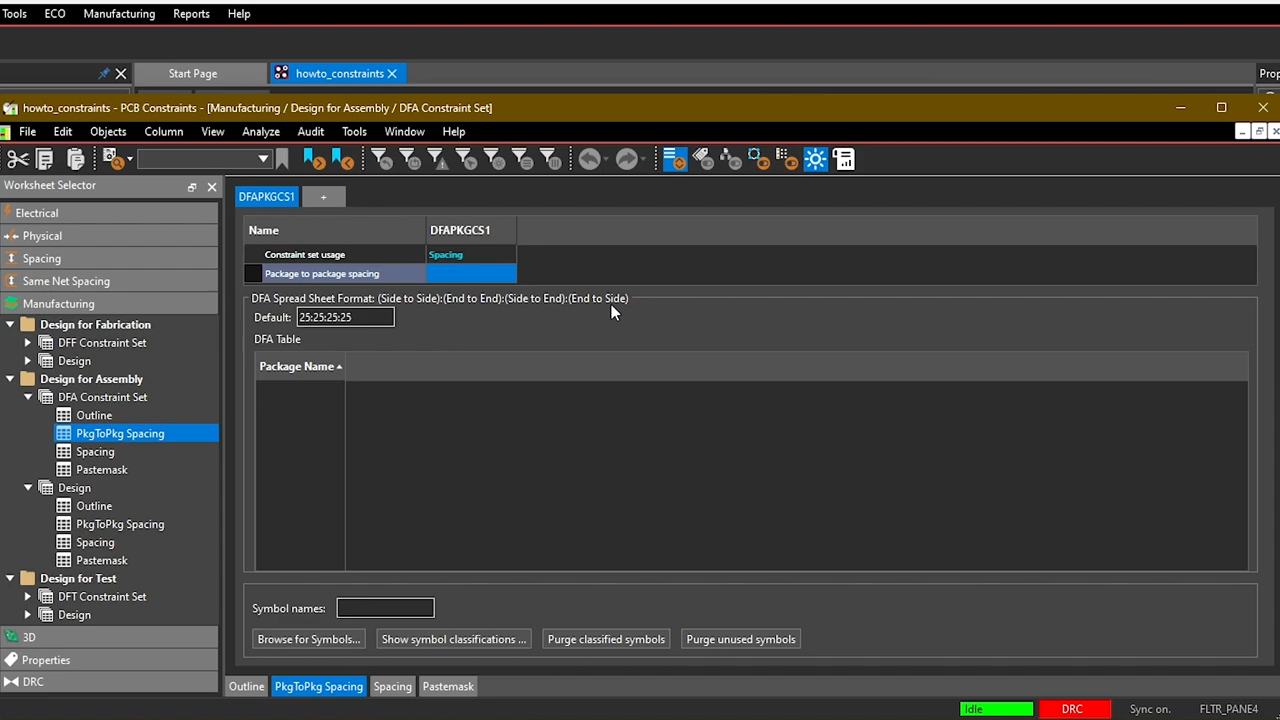 Tools ECO Manufacturing Reports Help
Start Page howto_constraints Prop
howto_constraints - PCB Constraints - [Manufacturing / Design for Assembly / DFA Constraint Set]
File Edit Objects Column View Analyze Audit Tools Window Help
Worksheet Selector
Electrical
Physical
Spacing
Same Net Spacing
Manufacturing
Design for Fabrication
DFF Constraint Set
Design
Design for Assembly
DFA Constraint Set
Outline
PkgToPkg Spacing
Spacing
Pastemask
Design
Outline
PkgToPkg Spacing
Spacing
Pastemask
Design for Test
DFT Constraint Set
Design
3D
Properties
DRC
DFAPKGCS1 +
Name DFAPKGCS1
Constraint set usage Spacing
Package to package spacing
DFA Spread Sheet Format: (Side to Side):(End to End):(Side to End):(End to Side)
Default: 25:25:25:25
DFA Table
Package Name
Symbol names:
Browse for Symbols... Show symbol classifications ... Purge classified symbols Purge unused symbols
Outline PkgToPkg Spacing Spacing Pastemask
Idle DRC Sync on. FLTR_PANE4